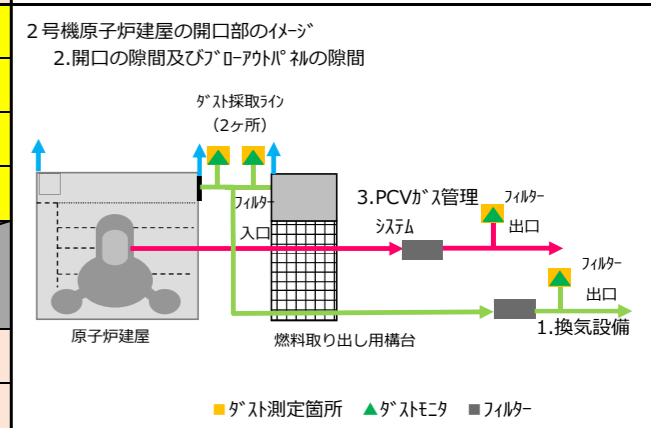 2号機原子炉建屋の開口部のｲﾒｰｼﾞ
2.開口の隙間及びﾌﾞﾛｰｱｳﾄﾊﾟﾈﾙの隙間
ﾀﾞｽﾄ採取ﾗｲﾝ
(2ヶ所)
ﾌｨﾙﾀｰ
入口
3.PCVｶﾞｽ管理
ｼｽﾃﾑ
ﾌｨﾙﾀｰ
出口
ﾌｨﾙﾀｰ
出口
1.換気設備
原子炉建屋
燃料取り出し用構台
■ﾀﾞｽﾄ測定箇所 ▲ﾀﾞｽﾄﾓﾆﾀ ■ﾌｨﾙﾀｰ